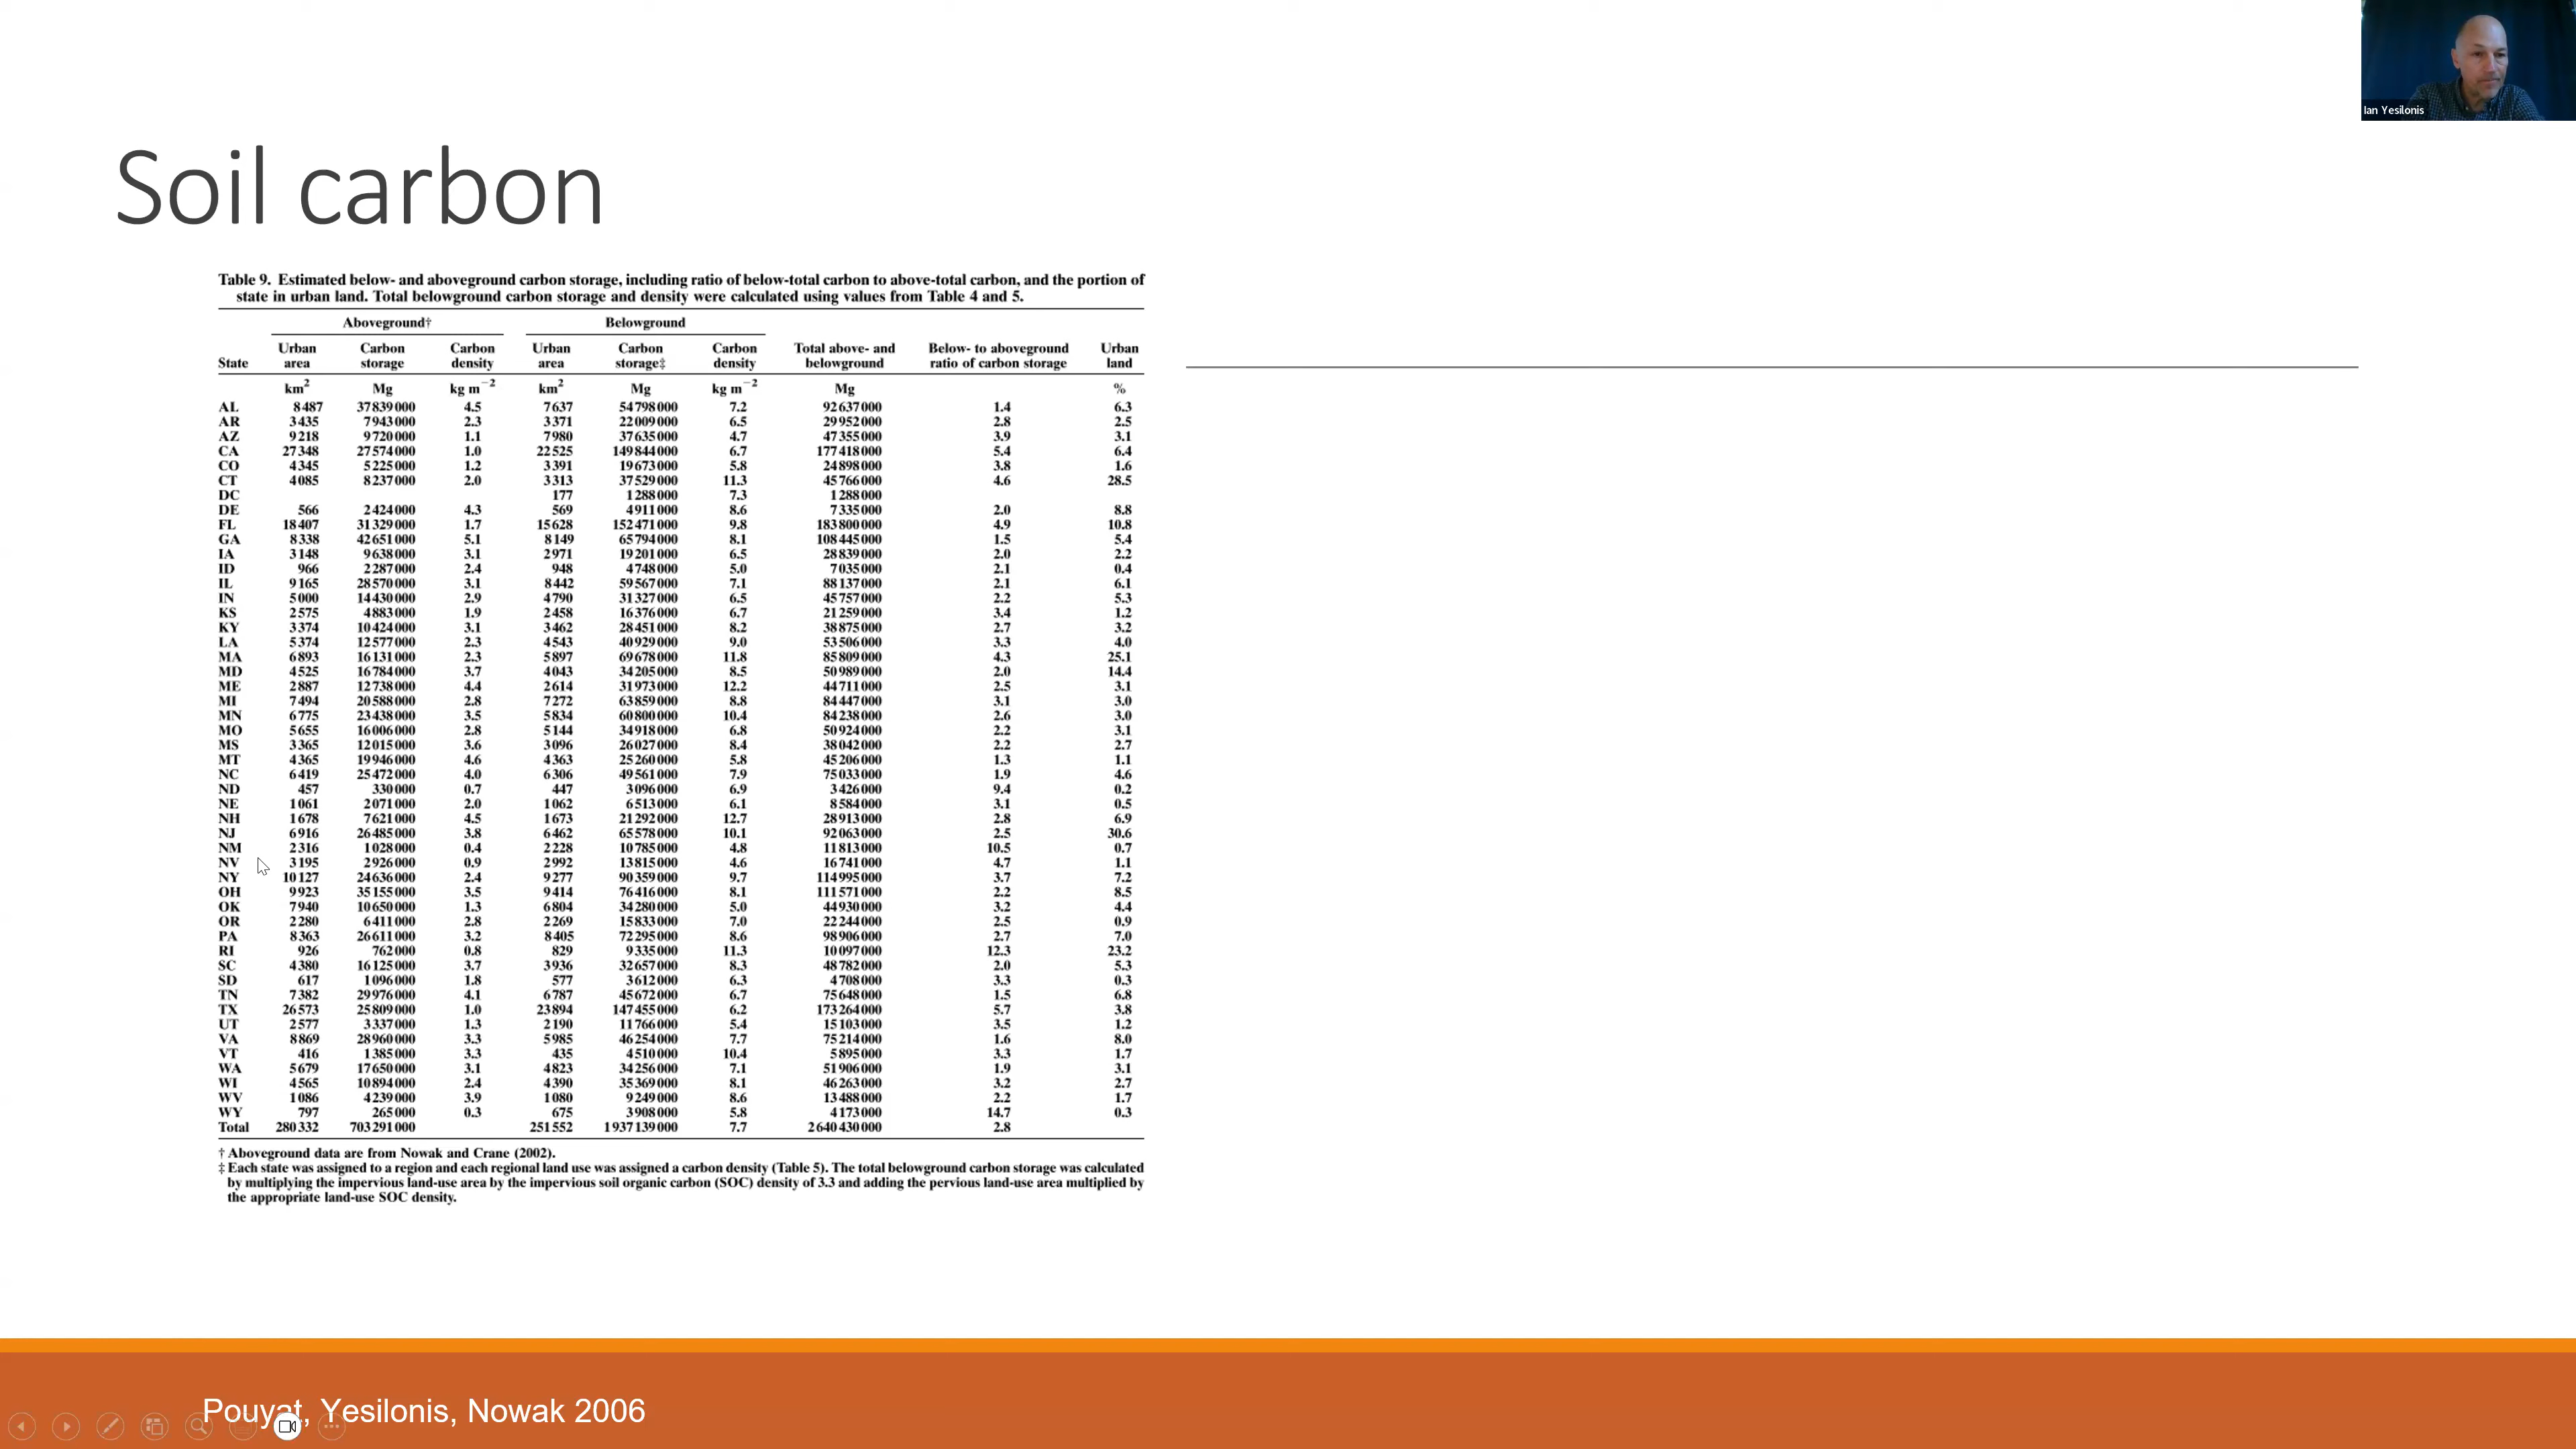 Ian Yesilonis
Soil carbon
Table 9. Estimated below- and aboveground carbon storage, including ratio of below-total carbon to above-total carbon, and the portion of
state in urban land. Total belowground carbon storage and density were calculated using values from Table 4 and 5.
Aboveground† Belowground
Urban Carbon Carbon Urban Carbon Carbon Total above- and Below- to aboveground Urban
State area storage density area storage‡ density belowground ratio of carbon storage land
km² Mg kg m⁻² km² Mg kg m⁻² Mg %
AL 8487 37839000 4.5 7637 54798000 7.2 92637000 1.4 6.3
AR 3435 7943000 2.3 3371 22009000 6.5 29952000 2.8 2.5
AZ 9218 9720000 1.1 7980 37635000 4.7 47355000 3.9 3.1
CA 27348 27574000 1.0 22525 149844000 6.7 177418000 5.4 6.4
CO 4345 5225000 1.2 3391 19673000 5.8 24898000 3.8 1.6
CT 4085 8237000 2.0 3313 37529000 11.3 45766000 4.6 28.5
DC 177 1288000 7.3 1288000
DE 566 2424000 4.3 569 4911000 8.6 7335000 2.0 8.8
FL 18407 31329000 1.7 15628 152471000 9.8 183800000 4.9 10.8
GA 8338 42651000 5.1 8149 65794000 8.1 108445000 1.5 5.4
IA 3148 9638000 3.1 2971 19201000 6.5 28839000 2.0 2.2
ID 966 2287000 2.4 948 4748000 5.0 7035000 2.1 0.4
IL 9165 28570000 3.1 8442 59567000 7.1 88137000 2.1 6.1
IN 5000 14430000 2.9 4790 31327000 6.5 45757000 2.2 5.3
KS 2575 4883000 1.9 2458 16376000 6.7 21259000 3.4 1.2
KY 3374 10424000 3.1 3462 28451000 8.2 38875000 2.7 3.2
LA 5374 12577000 2.3 4543 40929000 9.0 53506000 3.3 4.0
MA 6893 16131000 2.3 5897 69678000 11.8 85809000 4.3 25.1
MD 4525 16784000 3.7 4043 34205000 8.5 50989000 2.0 14.4
ME 2887 12738000 4.4 2614 31973000 12.2 44711000 2.5 3.1
MI 7494 20588000 2.8 7272 63859000 8.8 84447000 3.1 3.0
MN 6775 23438000 3.5 5834 60800000 10.4 84238000 2.6 3.0
MO 5655 16006000 2.8 5144 34918000 6.8 50924000 2.2 3.1
MS 3365 12015000 3.6 3096 26027000 8.4 38042000 2.2 2.7
MT 4365 19946000 4.6 4363 25260000 5.8 45206000 1.3 1.1
NC 6419 25472000 4.0 6306 49561000 7.9 75033000 1.9 4.6
ND 457 330000 0.7 447 3096000 6.9 3426000 9.4 0.2
NE 1061 2071000 2.0 1062 6513000 6.1 8584000 3.1 0.5
NH 1678 7621000 4.5 1673 21292000 12.7 28913000 2.8 6.9
NJ 6916 26485000 3.8 6462 65578000 10.1 92063000 2.5 30.6
NM 2316 1028000 0.4 2228 10785000 4.8 11813000 10.5 0.7
NV 3195 2926000 0.9 2992 13815000 4.6 16741000 4.7 1.1
NY 10127 24636000 2.4 9277 90359000 9.7 114995000 3.7 7.2
OH 9923 35155000 3.5 9414 76416000 8.1 111571000 2.2 8.5
OK 7940 10650000 1.3 6804 34280000 5.0 44930000 3.2 4.4
OR 2280 6411000 2.8 2269 15833000 7.0 22244000 2.5 0.9
PA 8363 26611000 3.2 8405 72295000 8.6 98906000 2.7 7.0
RI 926 762000 0.8 829 9335000 11.3 10097000 12.3 23.2
SC 4380 16125000 3.7 3936 32657000 8.3 48782000 2.0 5.3
SD 617 1096000 1.8 577 3612000 6.3 4708000 3.3 0.3
TN 7382 29976000 4.1 6787 45672000 6.7 75648000 1.5 6.8
TX 26573 25809000 1.0 23894 147455000 6.2 173264000 5.7 3.8
UT 2577 3337000 1.3 2190 11766000 5.4 15103000 3.5 1.2
VA 8869 28960000 3.3 5985 46254000 7.7 75214000 1.6 8.0
VT 416 1385000 3.3 435 4510000 10.4 5895000 3.3 1.7
WA 5679 17650000 3.1 4823 34256000 7.1 51906000 1.9 3.1
WI 4565 10894000 2.4 4390 35369000 8.1 46263000 3.2 2.7
WV 1086 4239000 3.9 1080 9249000 8.6 13488000 2.2 1.7
WY 797 265000 0.3 675 3908000 5.8 4173000 14.7 0.3
Total 280332 703291000 251552 1937139000 7.7 2640430000 2.8
† Aboveground data are from Nowak and Crane (2002).
‡ Each state was assigned to a region and each regional land use was assigned a carbon density (Table 5). The total belowground carbon storage was calculated
by multiplying the impervious land-use area by the impervious soil organic carbon (SOC) density of 3.3 and adding the pervious land-use area multiplied by
the appropriate land-use SOC density.
Pouyat, Yesilonis, Nowak 2006